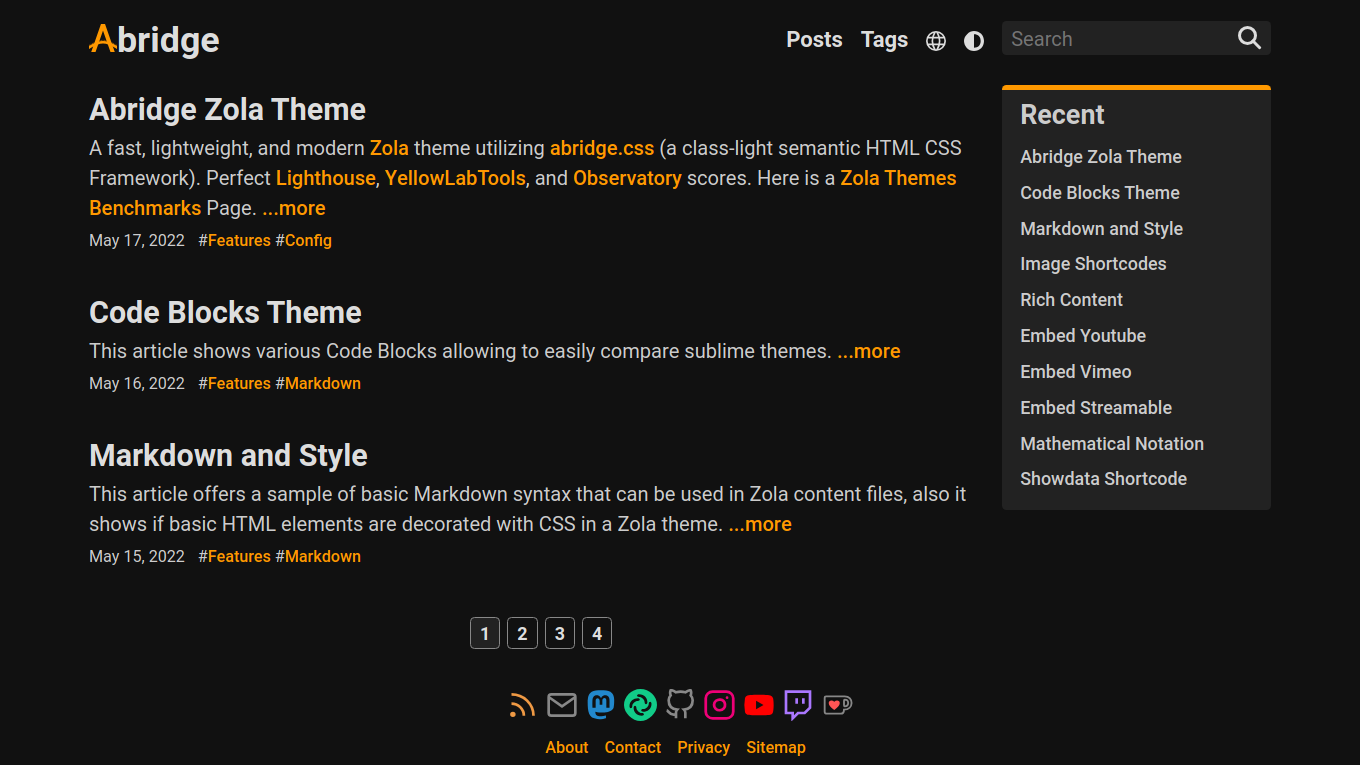 Abridge
Posts Tags
Search
Abridge Zola Theme
A fast, lightweight, and modern Zola theme utilizing abridge.css (a class-light semantic HTML CSS
Framework). Perfect Lighthouse, YellowLabTools, and Observatory scores. Here is a Zola Themes
Benchmarks Page. ...more
May 17, 2022 #Features #Config
Code Blocks Theme
This article shows various Code Blocks allowing to easily compare sublime themes. ...more
May 16, 2022 #Features #Markdown
Markdown and Style
This article offers a sample of basic Markdown syntax that can be used in Zola content files, also it
shows if basic HTML elements are decorated with CSS in a Zola theme. ...more
May 15, 2022 #Features #Markdown
1 2 3 4
Recent
Abridge Zola Theme
Code Blocks Theme
Markdown and Style
Image Shortcodes
Rich Content
Embed Youtube
Embed Vimeo
Embed Streamable
Mathematical Notation
Showdata Shortcode
About Contact Privacy Sitemap